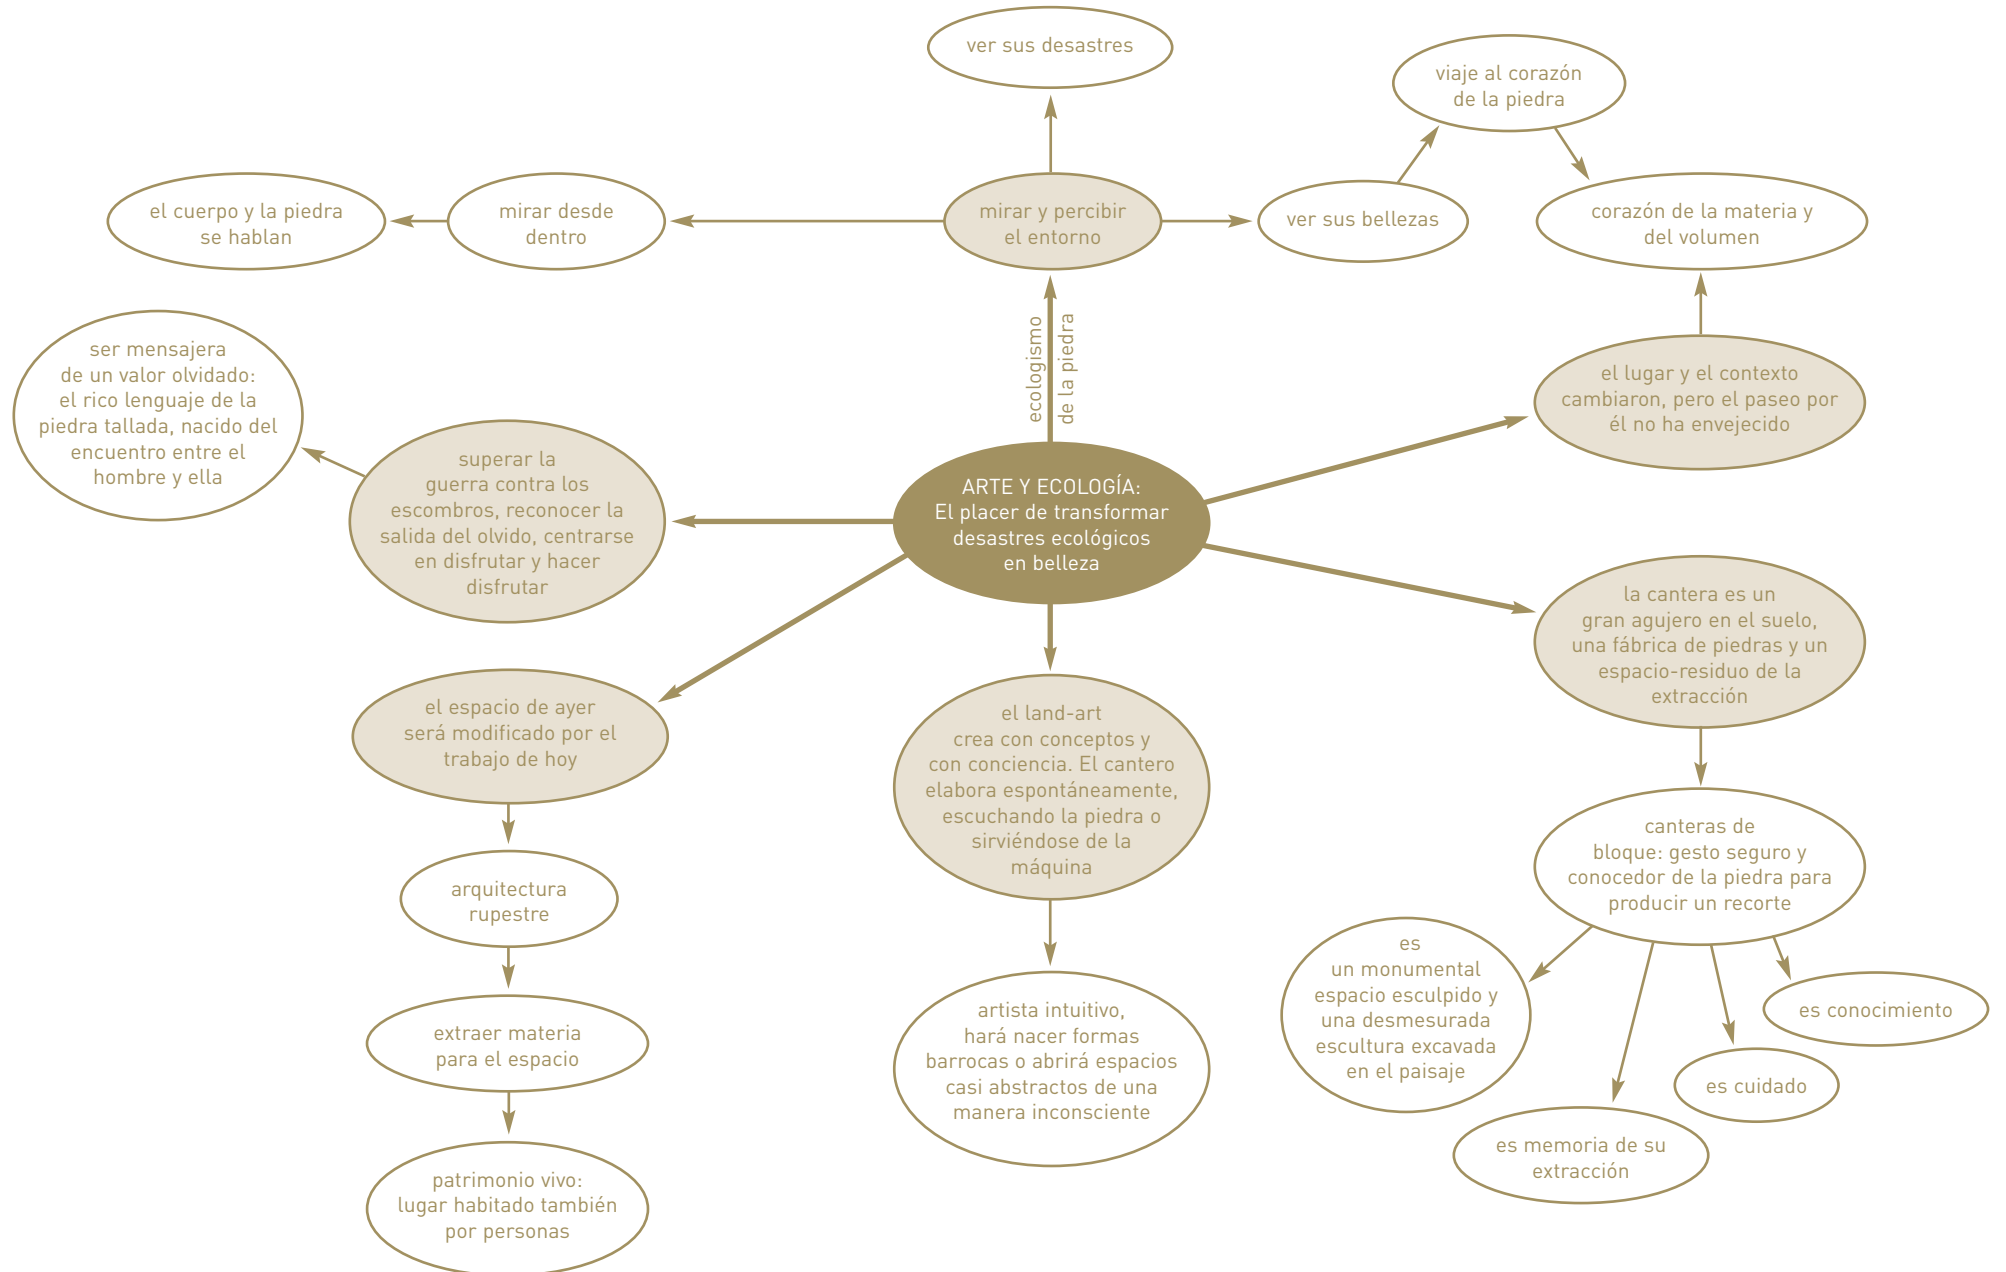 ver sus desastres
viaje al corazón
de la piedra
el cuerpo y la piedra
se hablan
mirar desde
dentro
mirar y percibir
el entorno
ver sus bellezas
corazón de la materia y
del volumen
ecologismo
de la piedra
ser mensajera
de un valor olvidado:
el rico lenguaje de la
piedra tallada, nacido del
encuentro entre el
hombre y ella
el lugar y el contexto
cambiaron, pero el paseo por
él no ha envejecido
superar la
guerra contra los
escombros, reconocer la
salida del olvido, centrarse
en disfrutar y hacer
disfrutar
ARTE Y ECOLOGÍA:
El placer de transformar
desastres ecológicos
en belleza
la cantera es un
gran agujero en el suelo,
una fábrica de piedras y un
espacio-residuo de la
extracción
el espacio de ayer
será modificado por el
trabajo de hoy
el land-art
crea con conceptos y
con conciencia. El cantero
elabora espontáneamente,
escuchando la piedra o
sirviéndose de la
máquina
canteras de
bloque: gesto seguro y
conocedor de la piedra para
producir un recorte
arquitectura
rupestre
es
un monumental
espacio esculpido y
una desmesurada
escultura excavada
en el paisaje
es conocimiento
extraer materia
para el espacio
artista intuitivo,
hará nacer formas
barrocas o abrirá espacios
casi abstractos de una
manera inconsciente
es cuidado
es memoria de su
extracción
patrimonio vivo:
lugar habitado también
por personas